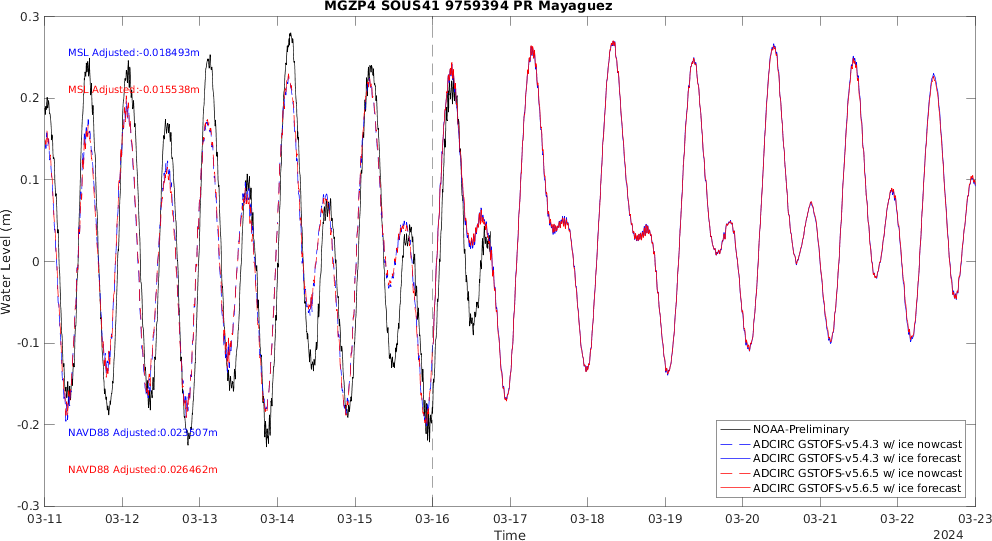 MGZP4 SOUS41 9759394 PR Mayaguez
0.3
0.2
0.1
0
-0.1
-0.2
-0.3
Water Level (m)
MSL Adjusted:-0.018493m
MSL Adjusted:-0.015538m
NAVD88 Adjusted:0.023507m
NAVD88 Adjusted:0.026462m
NOAA-Preliminary
ADCIRC GSTOFS-v5.4.3 w/ ice nowcast
ADCIRC GSTOFS-v5.4.3 w/ ice forecast
ADCIRC GSTOFS-v5.6.5 w/ ice nowcast
ADCIRC GSTOFS-v5.6.5 w/ ice forecast
03-11 03-12 03-13 03-14 03-15 03-16 03-17 03-18 03-19 03-20 03-21 03-22 03-23
Time
2024